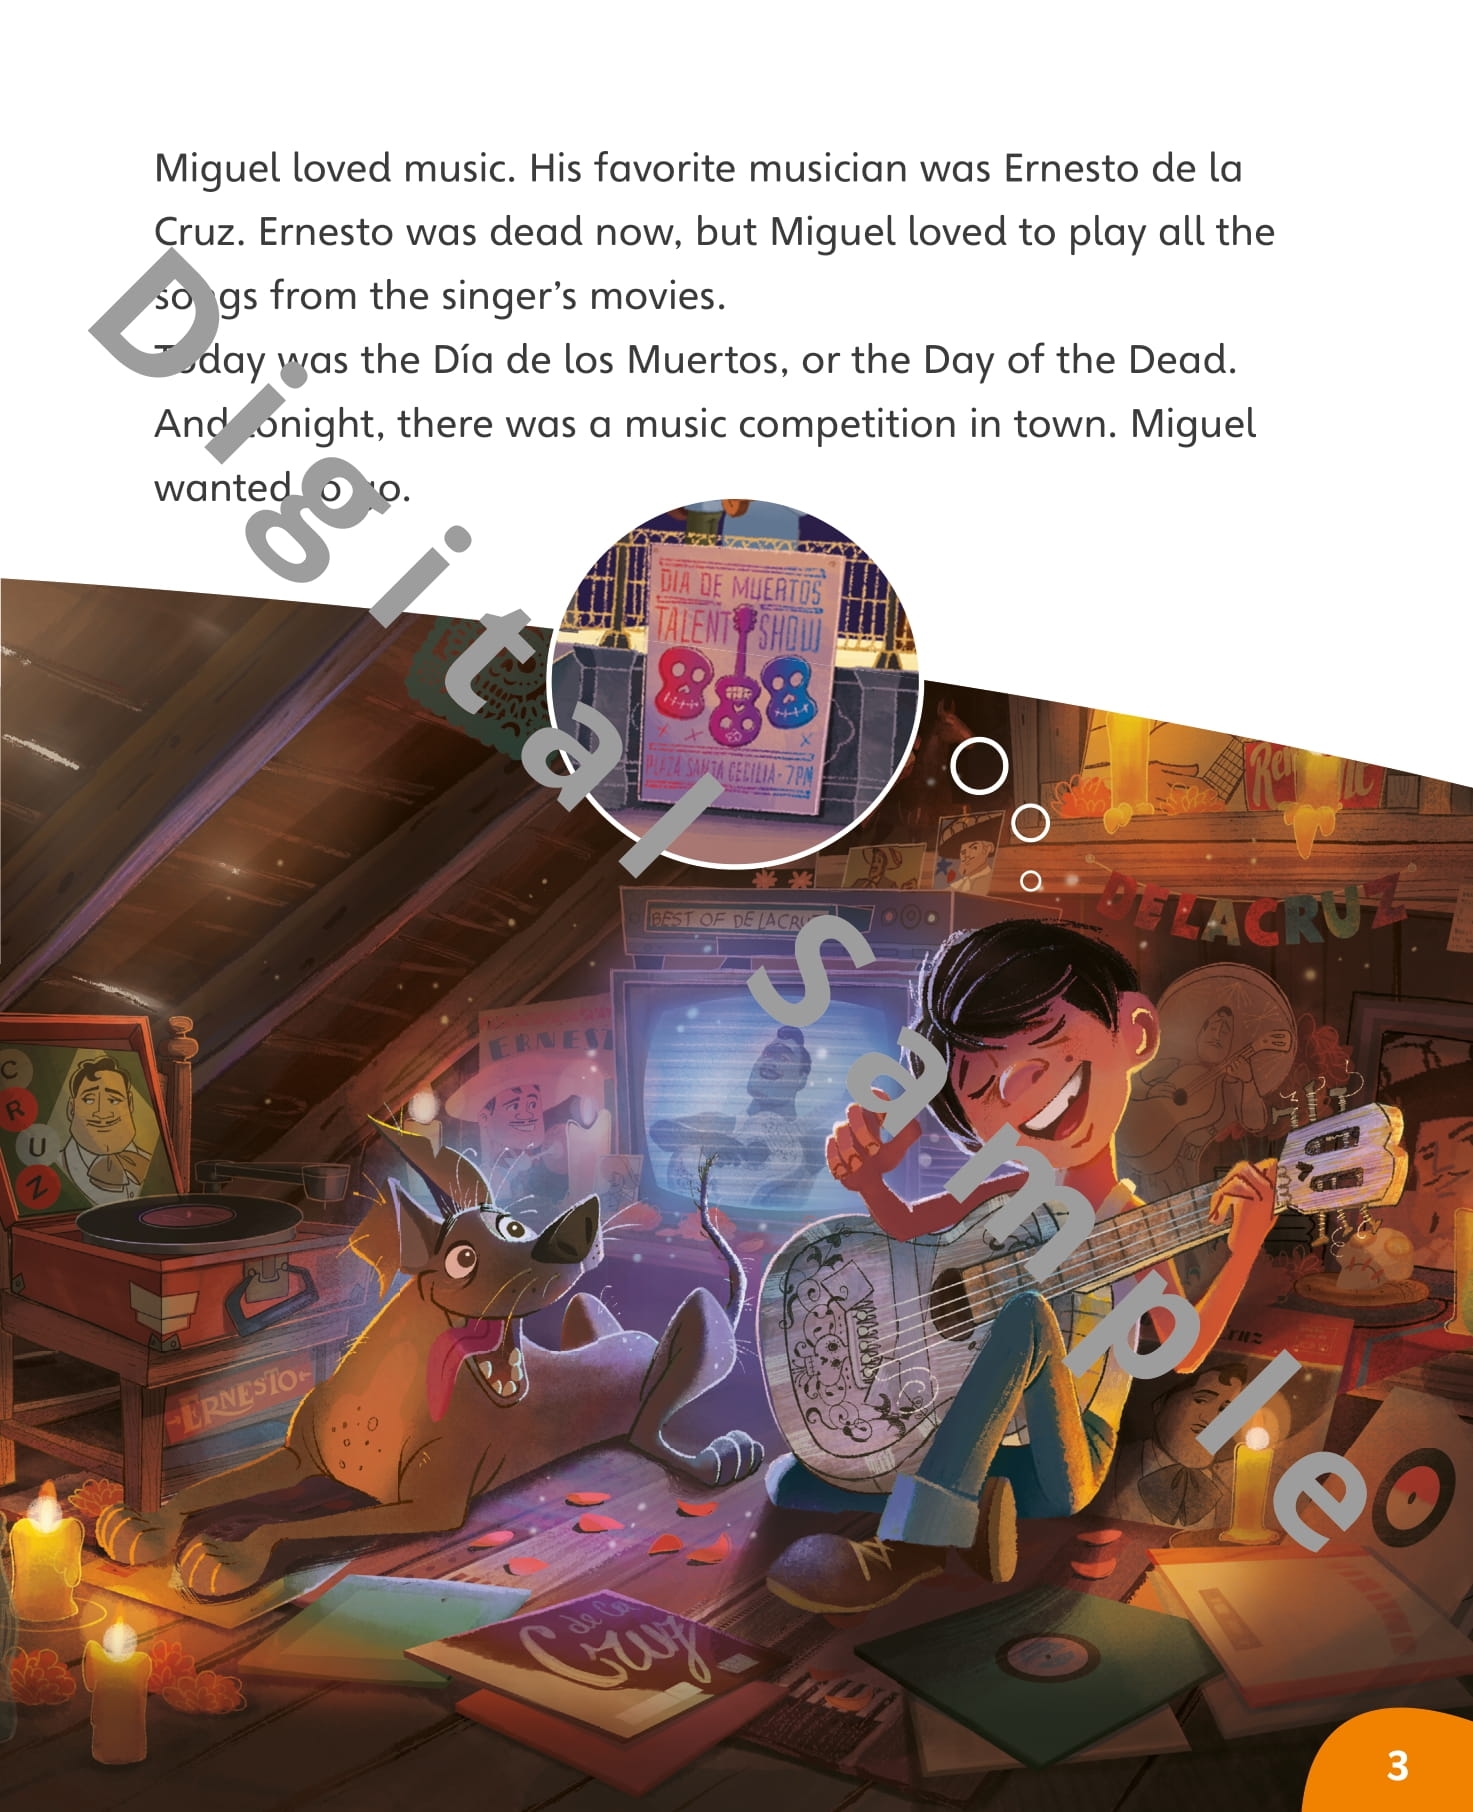 Miguel loved music. His favorite musician was Ernesto de la
Cruz. Ernesto was dead now, but Miguel loved to play all the
songs from the singer’s movies.
Today was the Día de los Muertos, or the Day of the Dead.
And tonight, there was a music competition in town. Miguel
wanted to go.
Digital Sample
DIA DE MUERTOS
TALENT SHOW
PLAZA SANTA CECILIA - 7PM
BEST OF DE LA CRUZ
DELACRUZ
ERNEST
CRUZ
ERNESTO
cruz
de la
Cruz
3